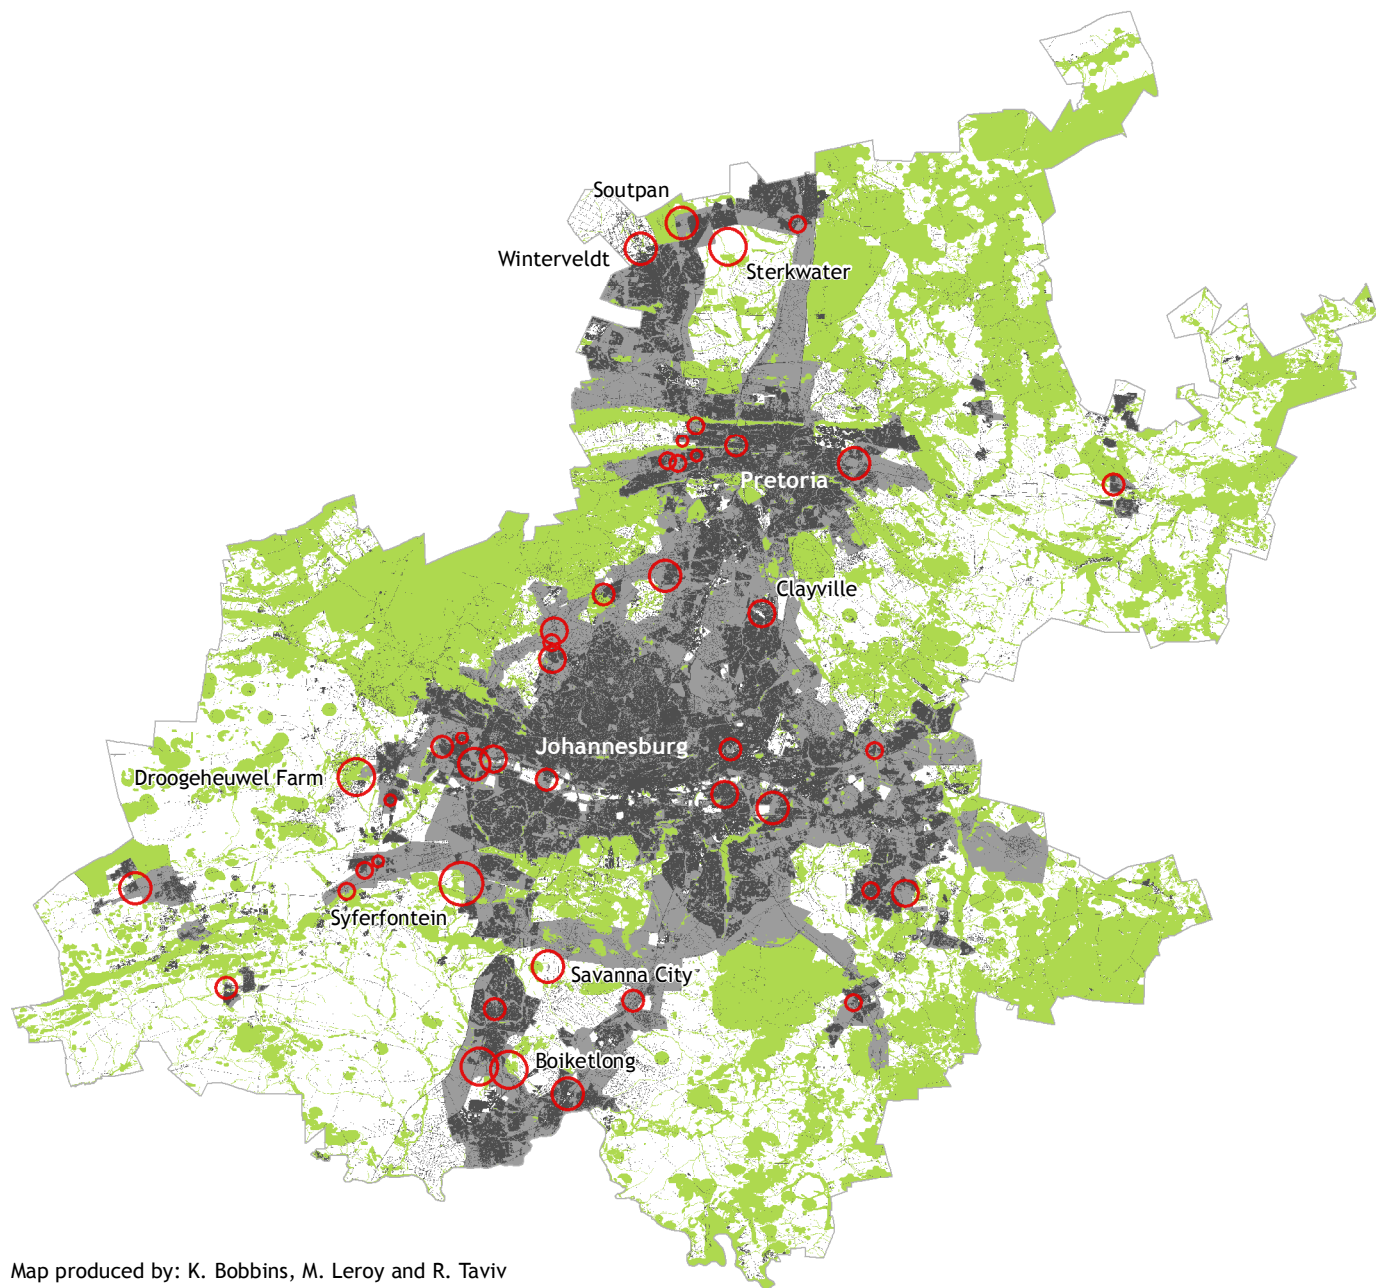 Soutpan
Winterveldt
Sterkwater
Pretoria
Clayville
Johannesburg
Droogeheuwel Farm
Syferfontein
Savanna City
Boiketlong
Map produced by: K. Bobbins, M. Leroy and R. Taviv